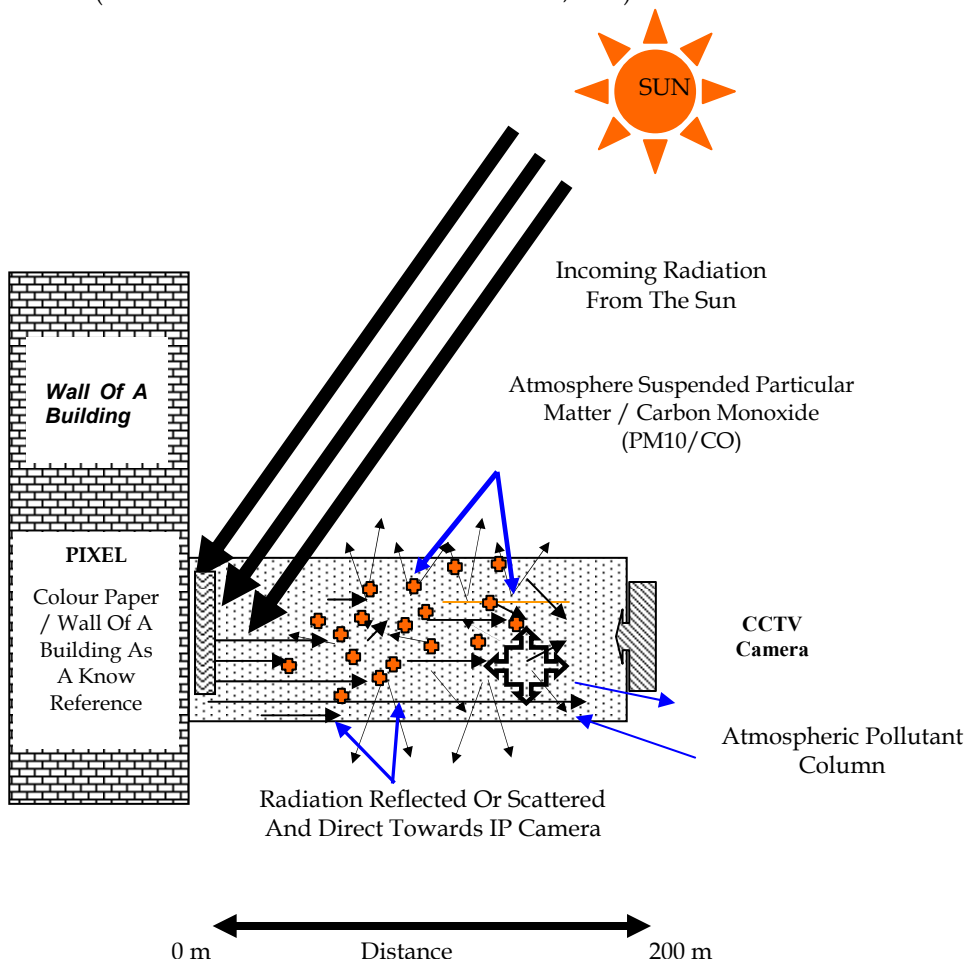 SUN
Incoming Radiation
From The Sun
Wall Of A
Building
Atmosphere Suspended Particular
Matter / Carbon Monoxide
(PM10/CO)
PIXEL
Colour Paper
/ Wall Of A
Building As
A Know
Reference
CCTV
Camera
Atmospheric Pollutant
Column
Radiation Reflected Or Scattered
And Direct Towards IP Camera
0 m Distance 200 m